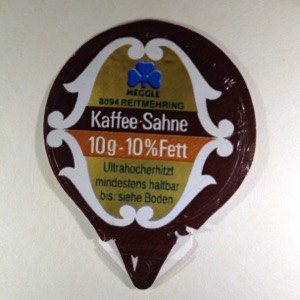 MEGGLE
8094 REITMEHRING
Kaffee-Sahne
10g-10% Fett
Ultrahocherhitzt
mindestens haltbar
bis: siehe Boden